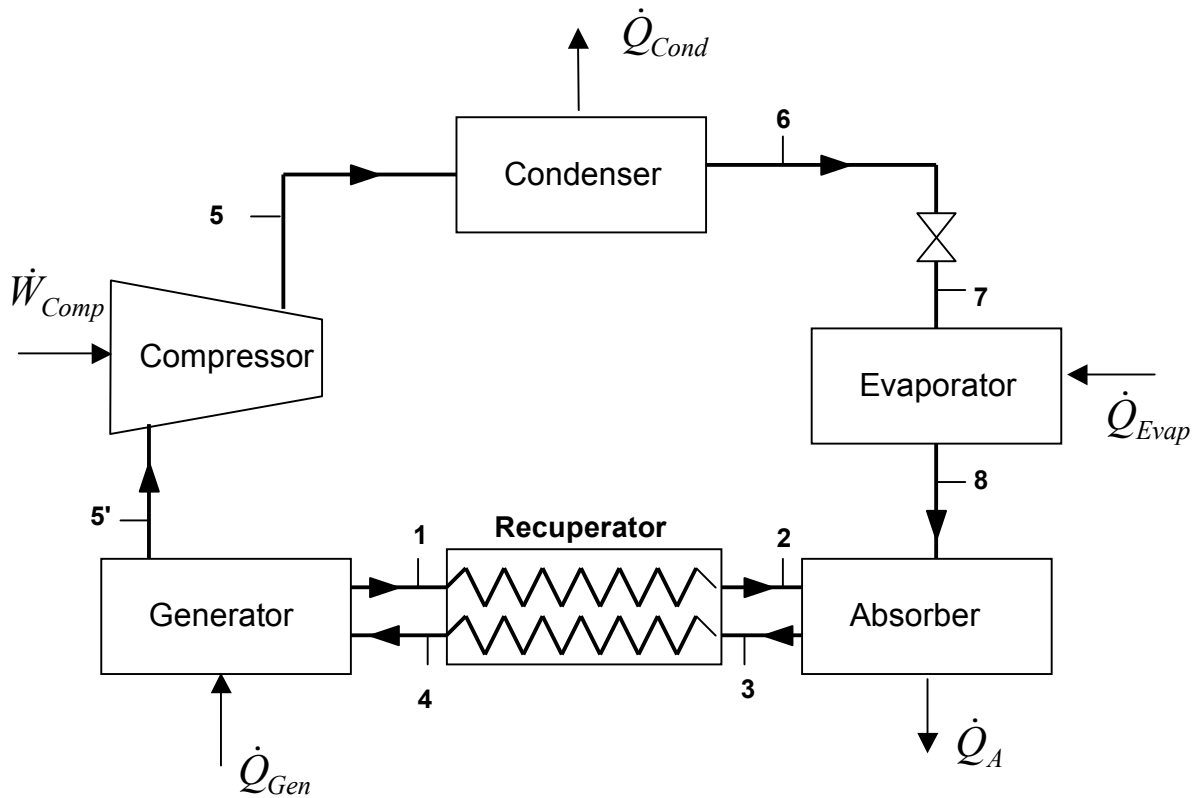 Q̇Cond
6
Condenser
5
ẆComp
7
Compressor
Evaporator
Q̇Evap
8
5'
1
Recuperator
2
Generator
Absorber
4
3
Q̇Gen
Q̇A